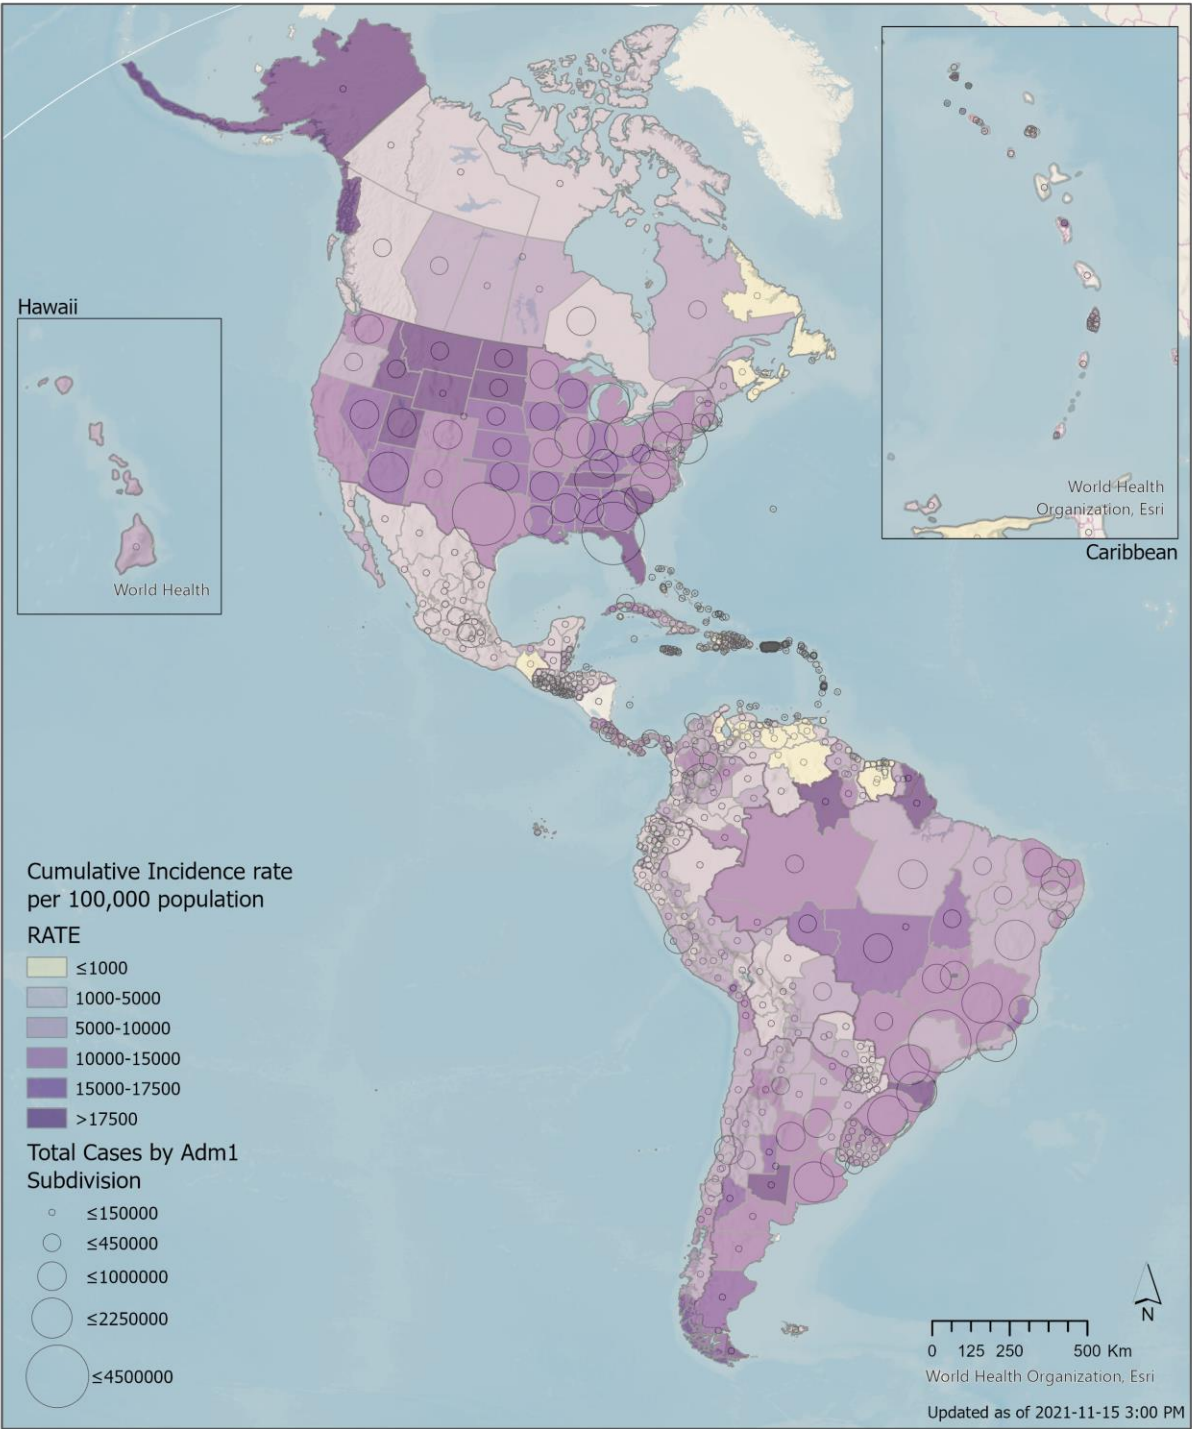 Hawaii
World Health
World Health
Organization, Esri
Caribbean
Cumulative Incidence rate
per 100,000 population
RATE
≤1000
1000-5000
5000-10000
10000-15000
15000-17500
>17500
Total Cases by Adm1
Subdivision
≤150000
≤450000
≤1000000
≤2250000
≤4500000
N
0 125 250 500 Km
World Health Organization, Esri
Updated as of 2021-11-15 3:00 PM